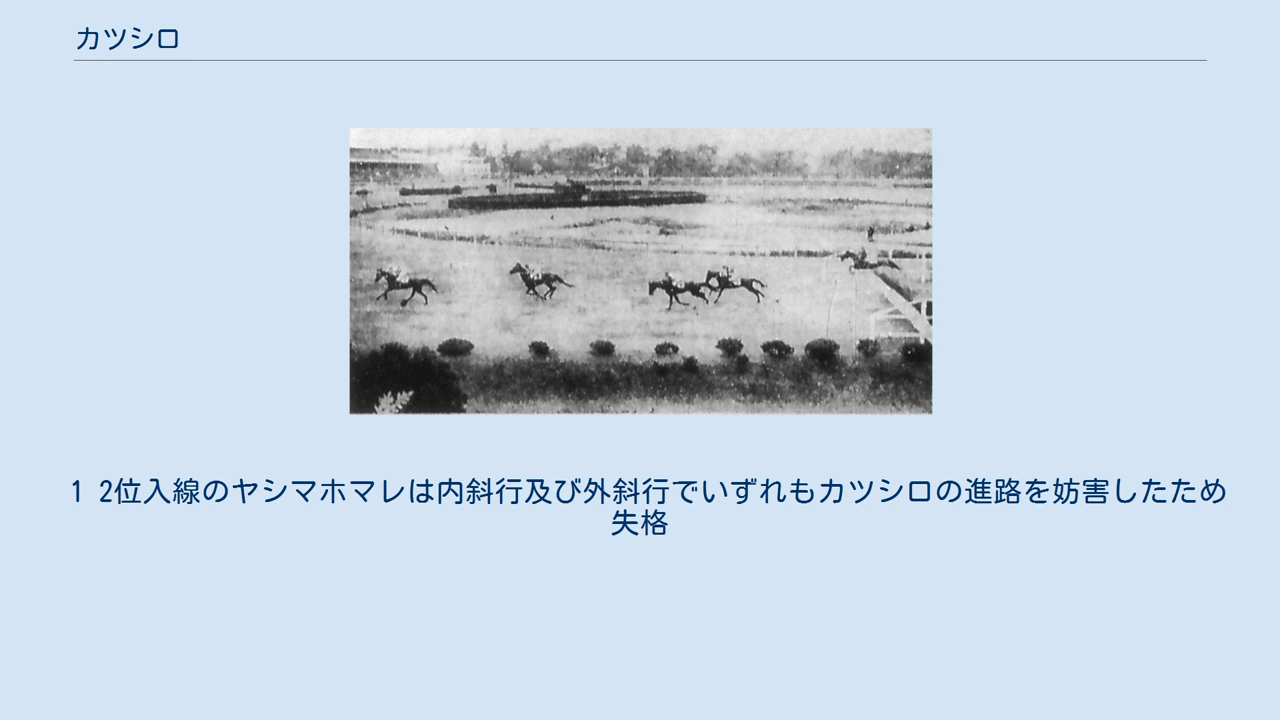 カツシロ
1 2位入線のヤシマホマレは内斜行及び外斜行でいずれもカツシロの進路を妨害したため
失格